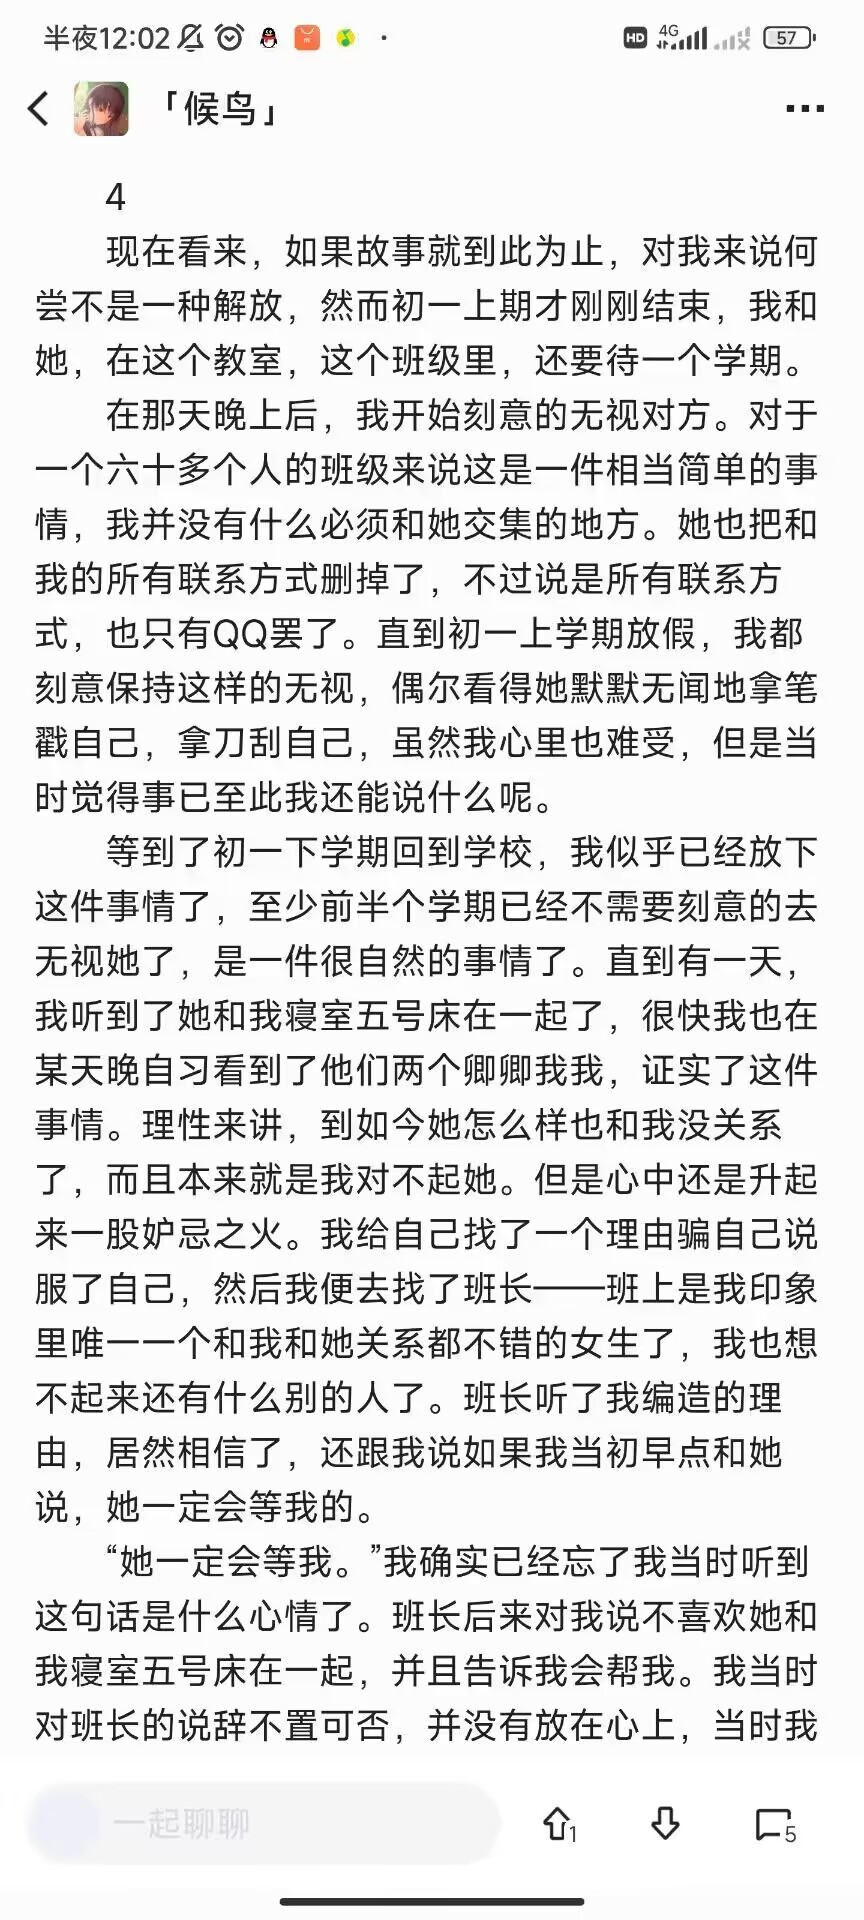 半夜12:02
HD 4G 57
「候鸟」
4
现在看来，如果故事就到此为止，对我来说何
尝不是一种解放，然而初一上期才刚刚结束，我和
她，在这个教室，这个班级里，还要待一个学期。
在那天晚上后，我开始刻意的无视对方。对于
一个六十多个人的班级来说这是一件相当简单的事
情，我并没有什么必须和她交集的地方。她也把和
我的所有联系方式删掉了，不过说是所有联系方
式，也只有QQ罢了。直到初一上学期放假，我都
刻意保持这样的无视，偶尔看得她默默无闻地拿笔
戳自己，拿刀刮自己，虽然我心里也难受，但是当
时觉得事已至此我还能说什么呢。
等到了初一下学期回到学校，我似乎已经放下
这件事情了，至少前半个学期已经不需要刻意的去
无视她了，是一件很自然的事情了。直到有一天，
我听到了她和我寝室五号床在一起了，很快我也在
某天晚自习看到了他们两个卿卿我我，证实了这件
事情。理性来讲，到如今她怎么样也和我没关系
了，而且本来就是我对不起她。但是心中还是升起
来一股妒忌之火。我给自己找了一个理由骗自己说
服了自己，然后我便去找了班长——班上是我印象
里唯一一个和我和她关系都不错的女生了，我也想
不起来还有什么别的人了。班长听了我编造的理
由，居然相信了，还跟我说如果我当初早点和她
说，她一定会等我的。
“她一定会等我。”我确实已经忘了我当时听到
这句话是什么心情了。班长后来对我说不喜欢她和
我寝室五号床在一起，并且告诉我会帮我。我当时
对班长的说辞不置可否，并没有放在心上，当时我
一起聊聊
1
5